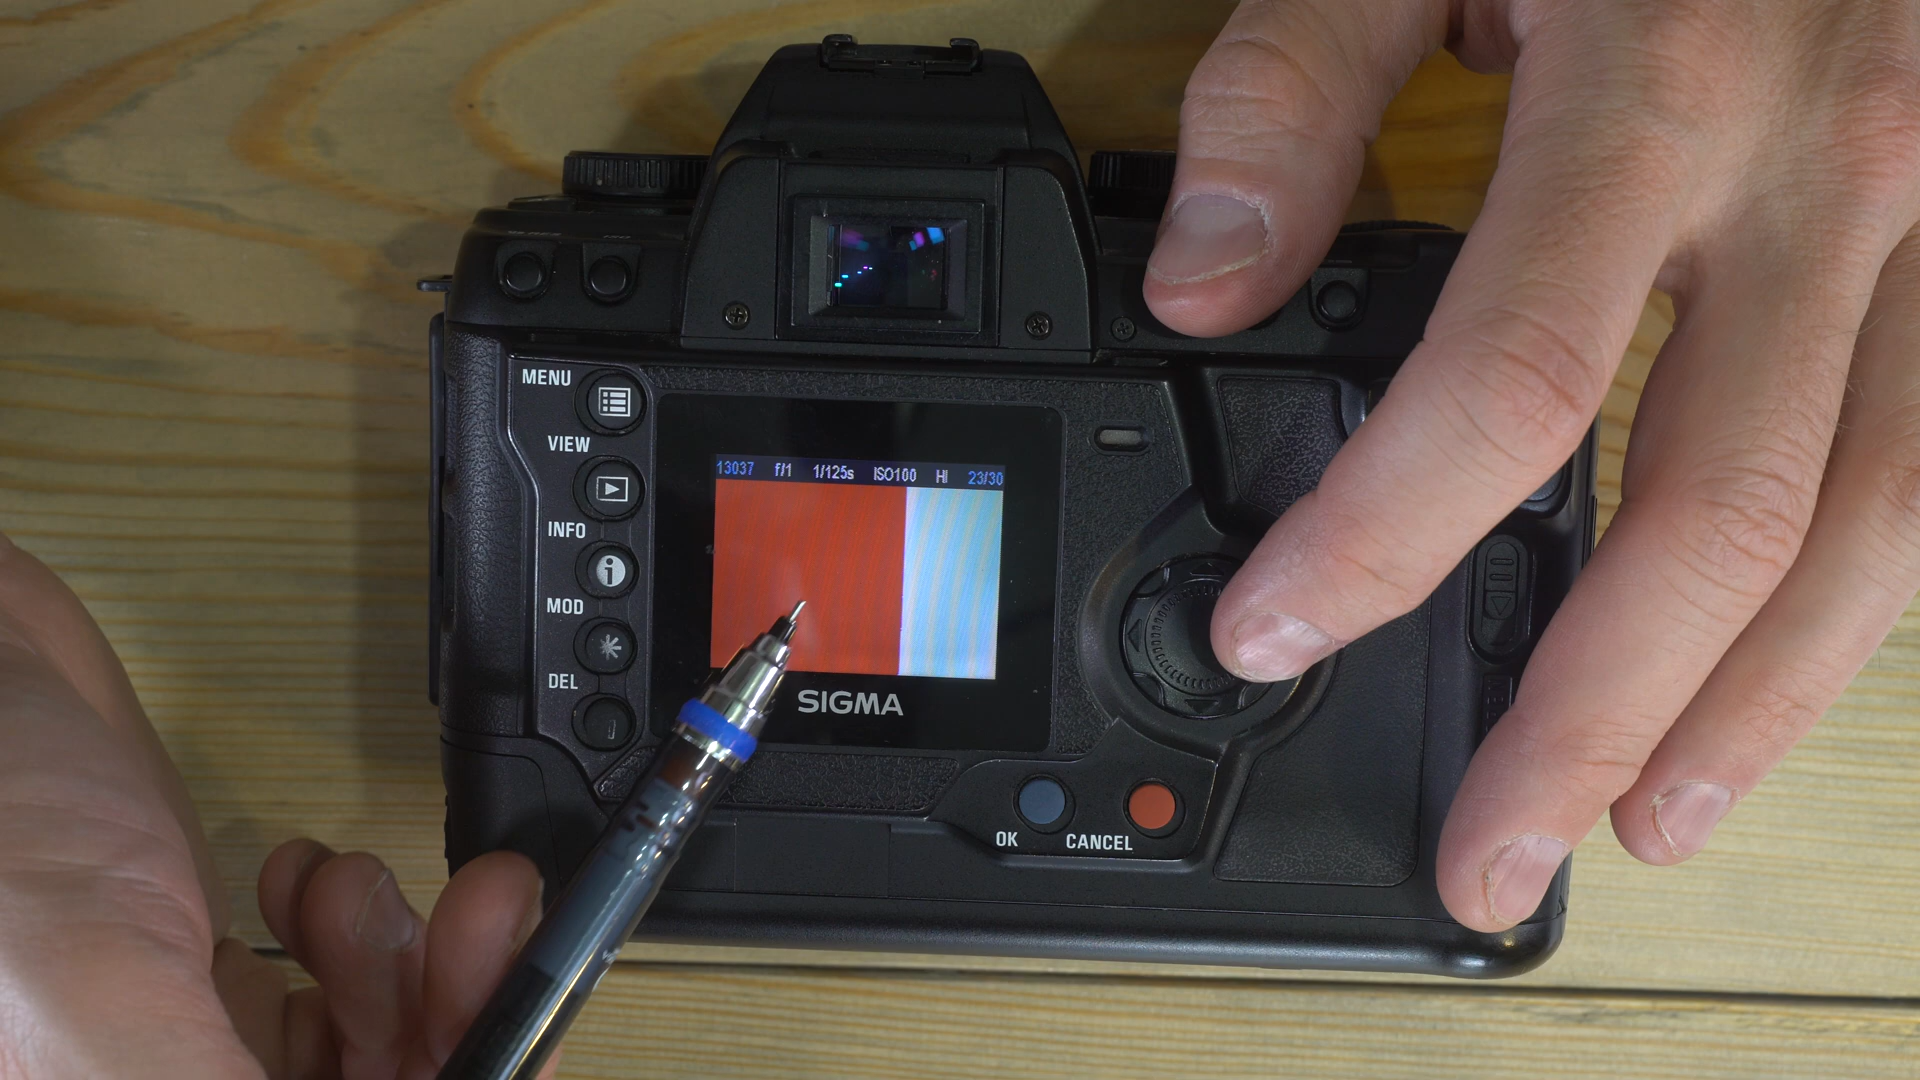 MENU
VIEW
INFO
MOD
DEL
13037 f/1 1/125s ISO100 HI 23/30
SIGMA
OK CANCEL